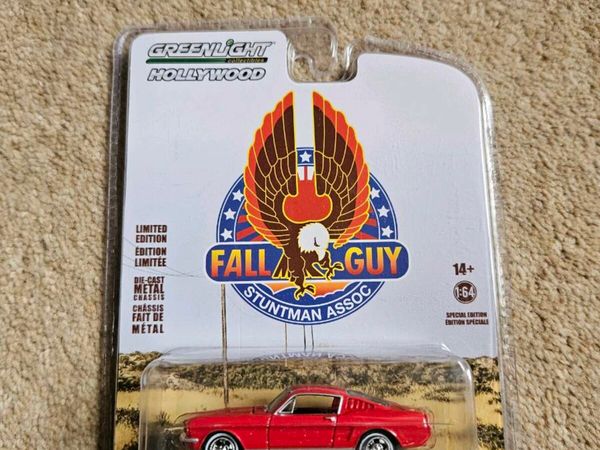 GREENLIGHT
collectibles
HOLLYWOOD
LIMITED
EDITION
ÉDITION
LIMITÉE
DIE-CAST
METAL
CHASSIS
CHÂSSIS
FAIT DE
MÉTAL
FALL GUY
STUNTMAN ASSOC
14+
1:64
SPECIAL EDITION
ÉDITION SPÉCIALE